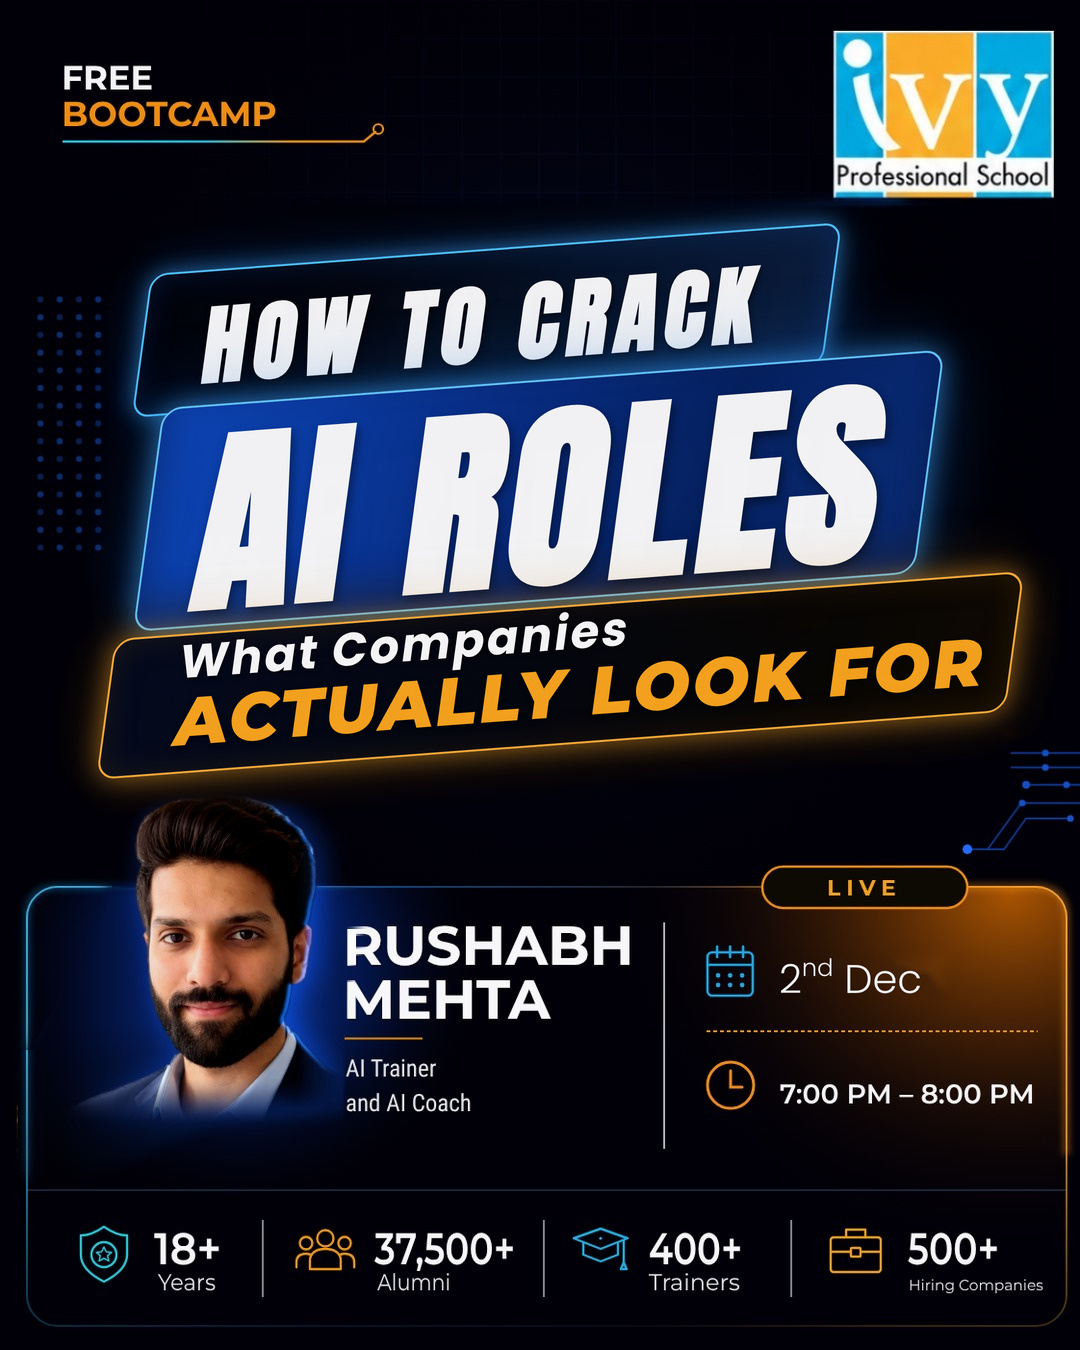 FREE
BOOTCAMP
ivy
Professional School
HOW TO CRACK
AI ROLES
What Companies
ACTUALLY LOOK FOR
LIVE
RUSHABH
MEHTA
AI Trainer
and AI Coach
2nd Dec
7:00 PM – 8:00 PM
18+
Years
37,500+
Alumni
400+
Trainers
500+
Hiring Companies